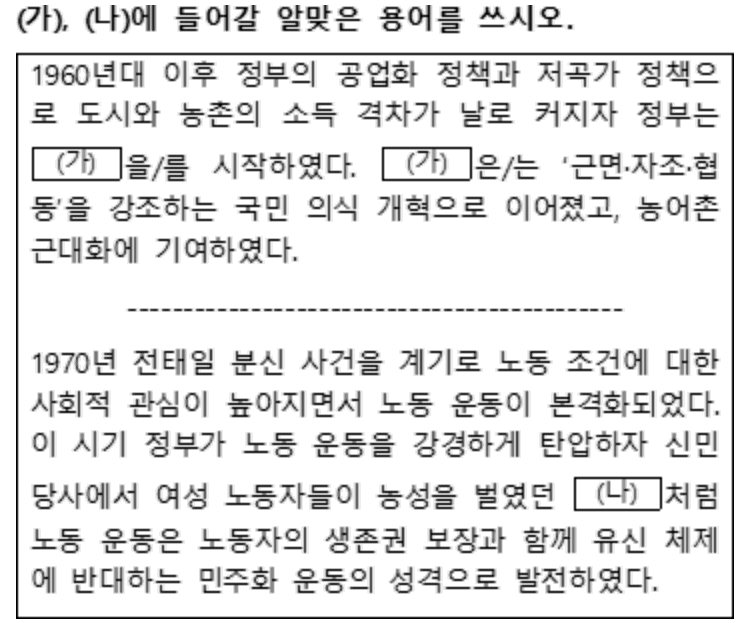 (가), (나)에 들어갈 알맞은 용어를 쓰시오.
1960년대 이후 정부의 공업화 정책과 저곡가 정책으
로 도시와 농촌의 소득 격차가 날로 커지자 정부는
(가) 을/를 시작하였다. (가) 은/는 '근면·자조·협
동'을 강조하는 국민 의식 개혁으로 이어졌고, 농어촌
근대화에 기여하였다.
--------------------------------------------
1970년 전태일 분신 사건을 계기로 노동 조건에 대한
사회적 관심이 높아지면서 노동 운동이 본격화되었다.
이 시기 정부가 노동 운동을 강경하게 탄압하자 신민
당사에서 여성 노동자들이 농성을 벌였던 (나) 처럼
노동 운동은 노동자의 생존권 보장과 함께 유신 체제
에 반대하는 민주화 운동의 성격으로 발전하였다.